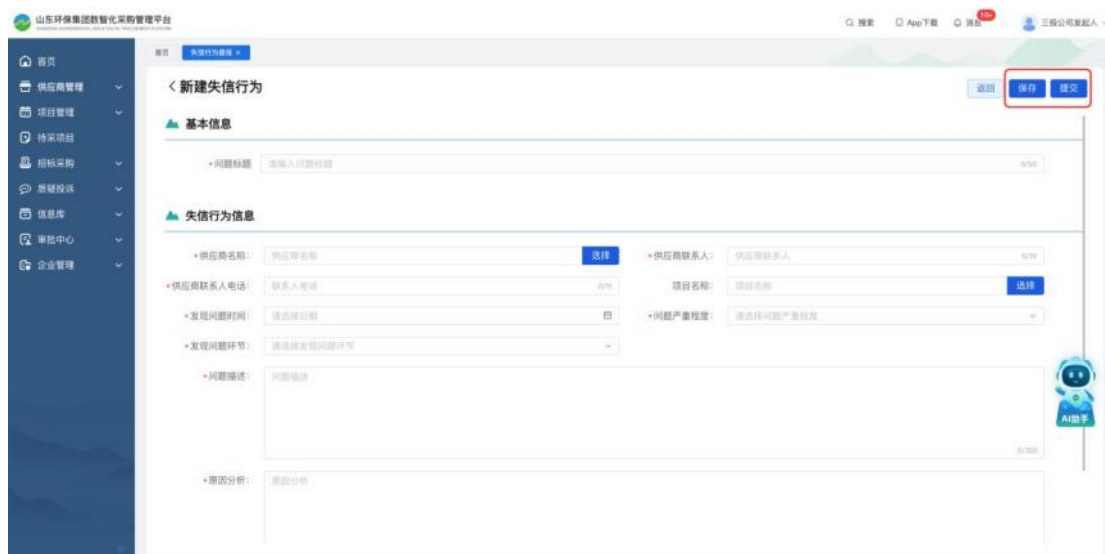 山东环保集团数智化采购管理平台
搜索 App下载 消息 10+ 三级公司发起人
首页 失信行为提报 ×
首页
供应商管理
项目管理
待采项目
招标采购
质疑投诉
信息库
审批中心
企业管理
新建失信行为
返回 保存 提交
基本信息
*问题标题 请输入问题标题 0/50
失信行为信息
*供应商名称: 供应商名称 选择 *供应商联系人: 供应商联系人
*供应商联系人电话: 联系人电话 项目名称: 项目名称 选择
*发现问题时间: 请选择日期 *问题严重程度: 请选择问题严重程度
*发现问题环节: 请选择发现问题环节
*问题描述: 问题描述
0/300
AI助手
*原因分析: 原因分析